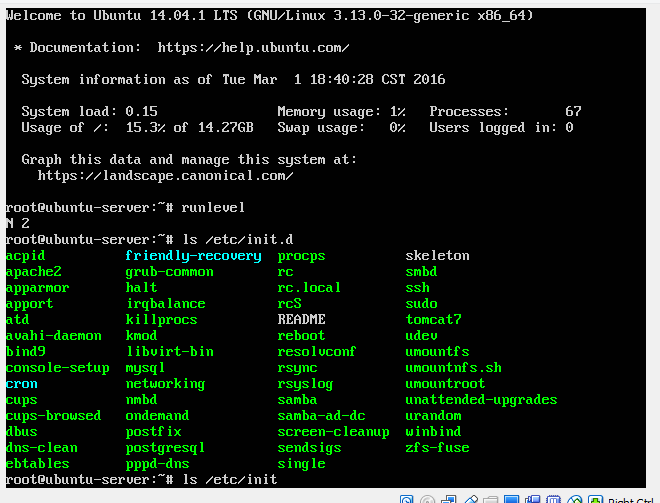 Welcome to Ubuntu 14.04.1 LTS (GNU/Linux 3.13.0-32-generic x86_64)
* Documentation:  https://help.ubuntu.com/
System information as of Tue Mar  1 18:40:28 CST 2016
System load: 0.15               Memory usage: 1%   Processes:       67
Usage of /:  15.3% of 14.27GB   Swap usage:   0%   Users logged in: 0
Graph this data and manage this system at:
https://landscape.canonical.com/
root@ubuntu-server:~# runlevel
N 2
root@ubuntu-server:~# ls /etc/init.d
acpid          friendly-recovery  procps          skeleton
apache2        grub-common        rc              smbd
apparmor       halt               rc.local        ssh
apport         irqbalance         rcS             sudo
atd            killprocs          README          tomcat7
avahi-daemon   kmod               reboot          udev
bind9          libvirt-bin        resolvconf      umountfs
console-setup  mysql              rsync           umountnfs.sh
cron           networking         rsyslog         umountroot
cups           nmbd               samba           unattended-upgrades
cups-browsed   ondemand           samba-ad-dc     urandom
dbus           postfix            screen-cleanup  winbind
dns-clean      postgresql         sendsigs        zfs-fuse
ebtables       pppd-dns           single
root@ubuntu-server:~# ls /etc/init
Right Ctrl